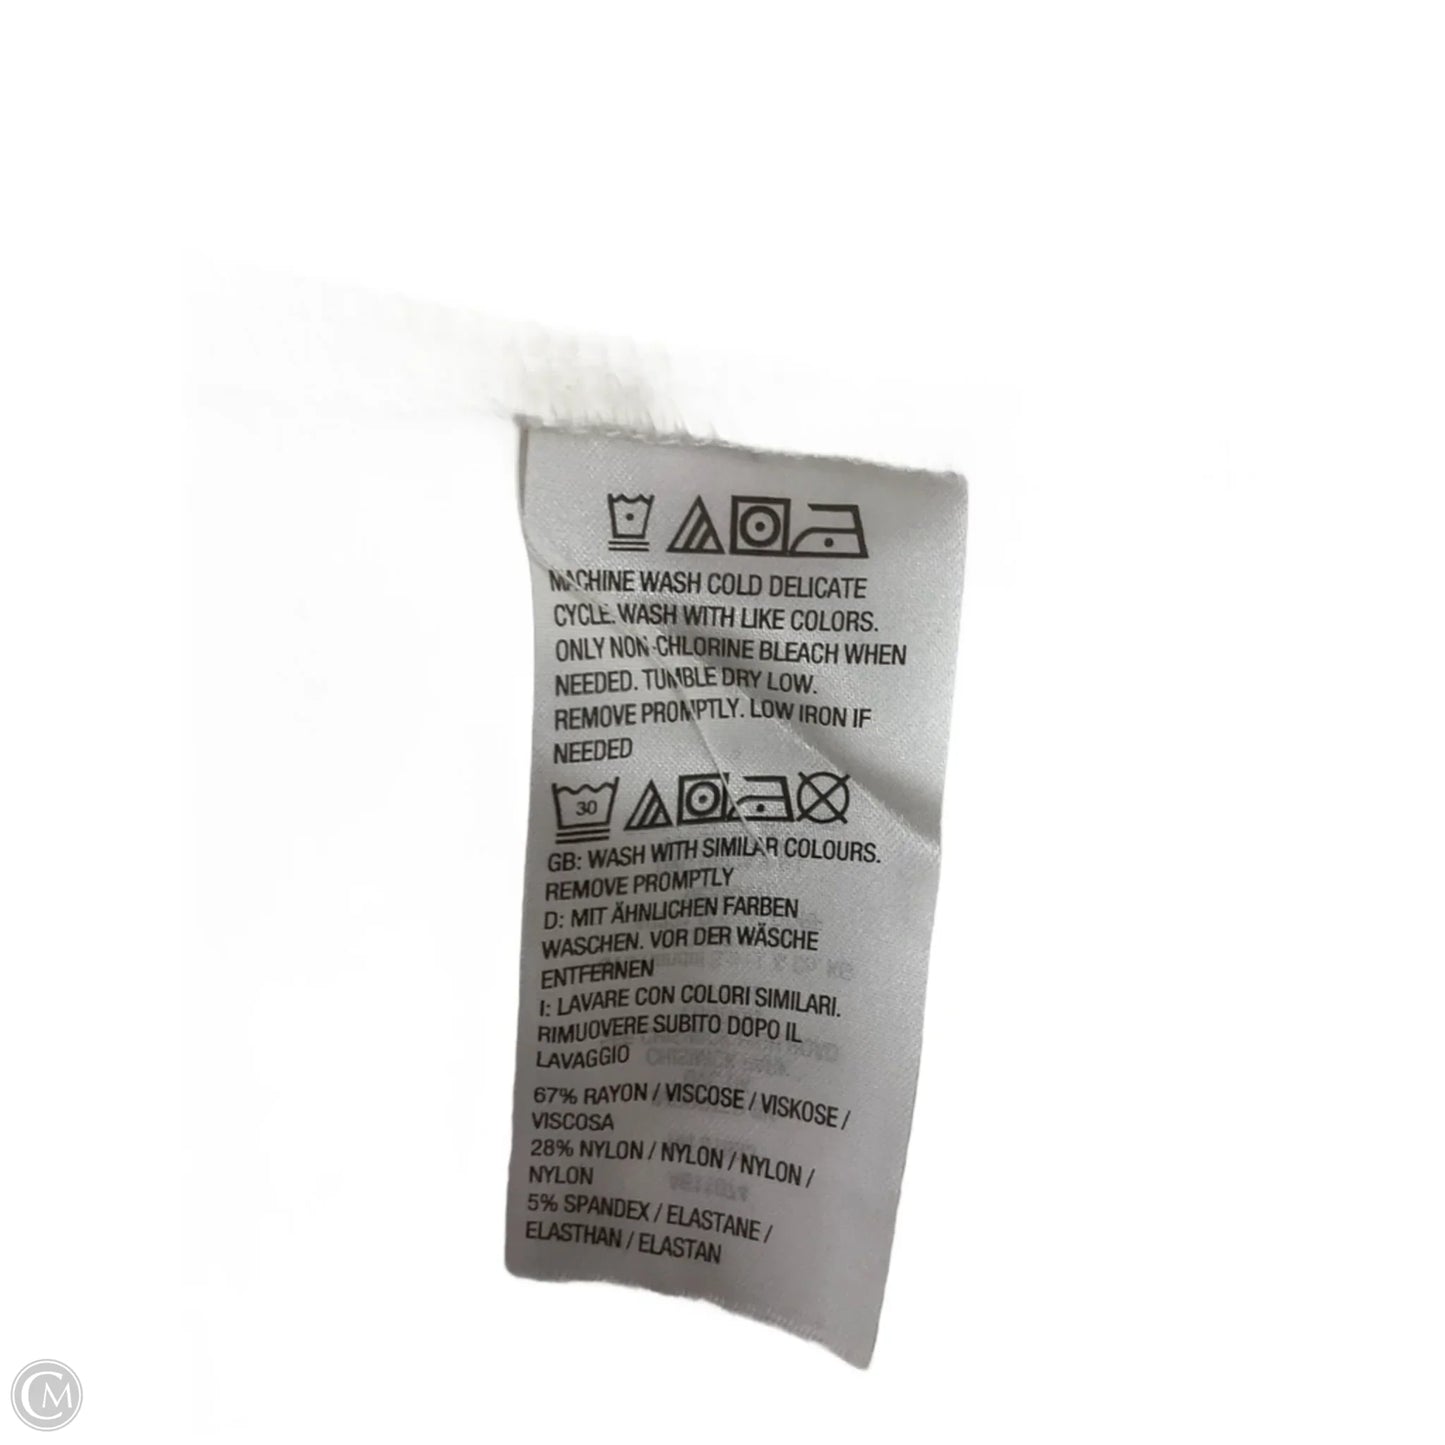 MACHINE WASH COLD DELICATE
CYCLE. WASH WITH LIKE COLORS.
ONLY NON-CHLORINE BLEACH WHEN
NEEDED. TUMBLE DRY LOW.
REMOVE PROMPTLY. LOW IRON IF
NEEDED
30
GB: WASH WITH SIMILAR COLOURS.
REMOVE PROMPTLY
D: MIT ÄHNLICHEN FARBEN
WASCHEN. VOR DER WÄSCHE
ENTFERNEN
I: LAVARE CON COLORI SIMILARI.
RIMUOVERE SUBITO DOPO IL
LAVAGGIO
67% RAYON / VISCOSE / VISKOSE /
VISCOSA
28% NYLON / NYLON / NYLON /
NYLON
5% SPANDEX / ELASTANE /
ELASTHAN / ELASTAN
CM